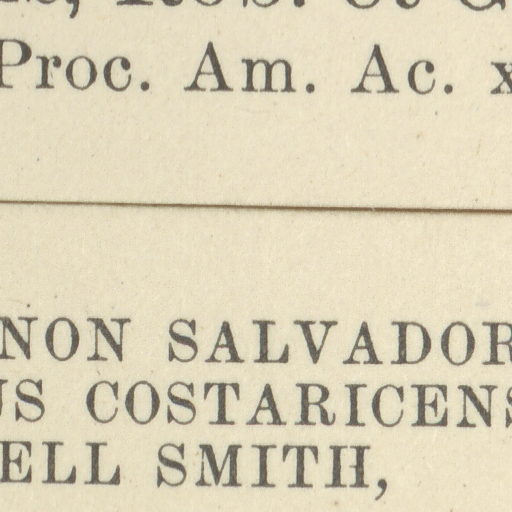 Proc. Am. Ac. x
NON SALVADOR
US COSTARICENS
ELL SMITH,